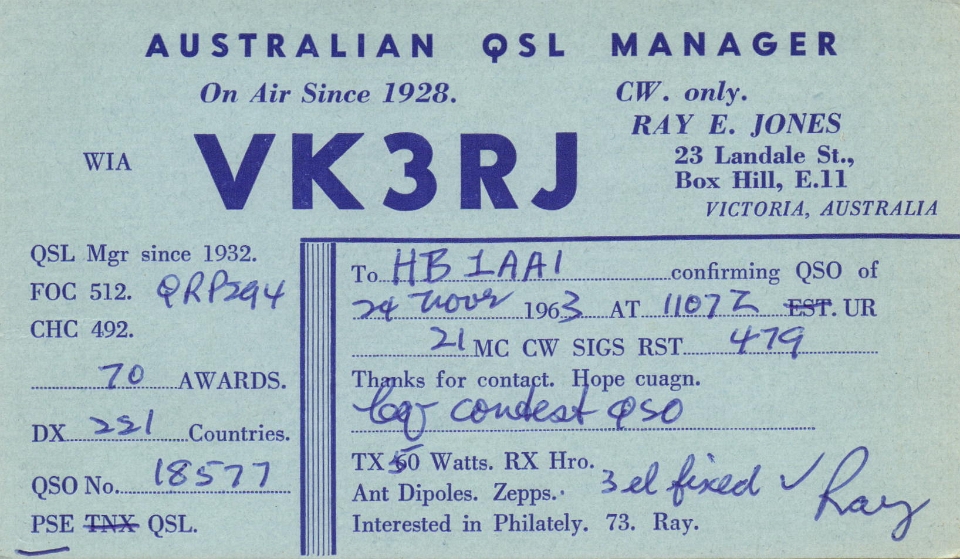 AUSTRALIAN QSL MANAGER
On Air Since 1928.
CW. only.
RAY E. JONES
23 Landale St.,
Box Hill, E.11
VICTORIA, AUSTRALIA
WIA
VK3RJ
QSL Mgr since 1932.
FOC 512. QRP294
CHC 492.
70 AWARDS.
DX 221 Countries.
QSO No. 18577
PSE TNX QSL.
To HB1AAI confirming QSO of
24 Nov 1963 AT 1107Z EST. UR
21 MC CW SIGS RST 479
Thanks for contact. Hope cuagn.
contest QSO
TX 50 Watts. RX Hro.
Ant Dipoles. Zepps. 3 el fixed ✓
Interested in Philately. 73. Ray.
Ray